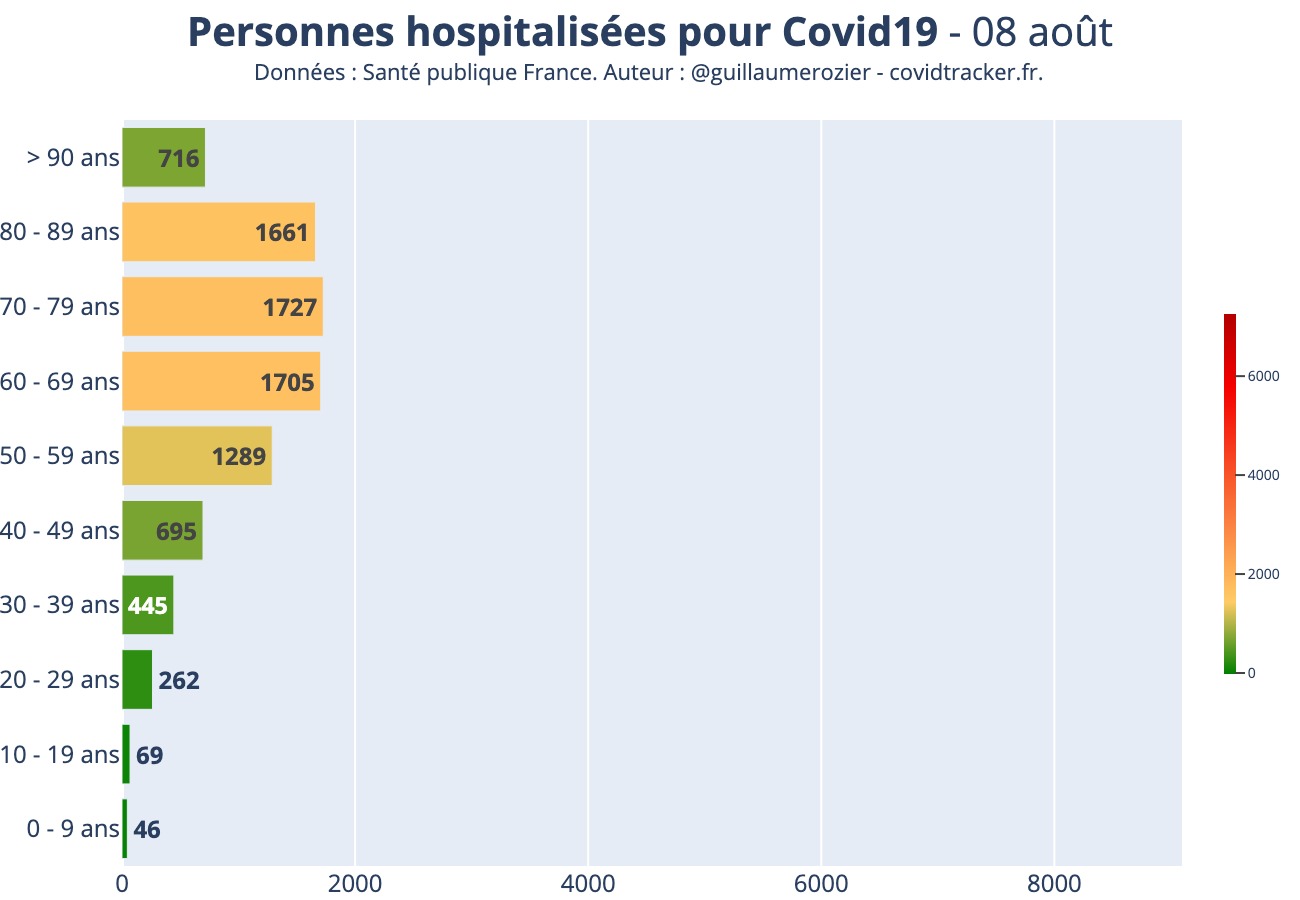 Personnes hospitalisées pour Covid19 - 08 août
Données : Santé publique France. Auteur : @guillaumerozier - covidtracker.fr.
> 90 ans 716
80 - 89 ans 1661
70 - 79 ans 1727
60 - 69 ans 1705
50 - 59 ans 1289
40 - 49 ans 695
30 - 39 ans 445
20 - 29 ans 262
10 - 19 ans 69
0 - 9 ans 46
0 2000 4000 6000 8000
6000
4000
2000
0